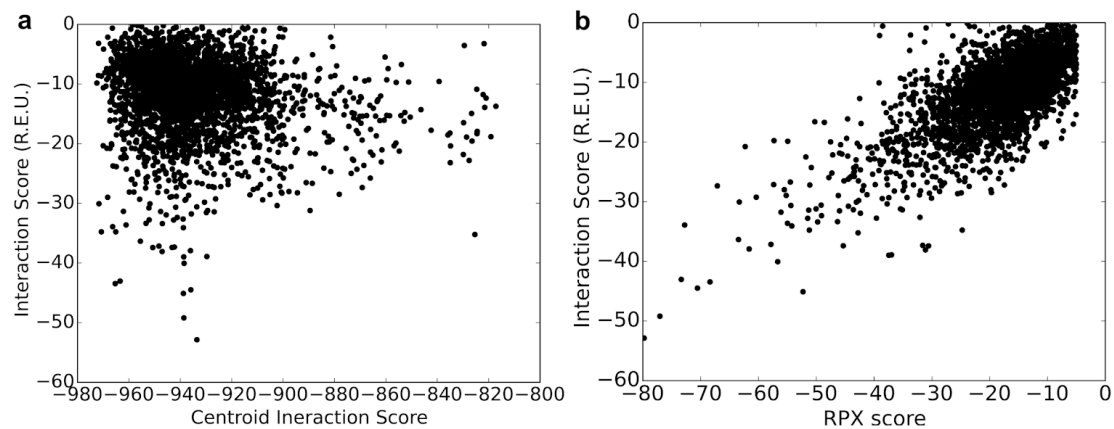 a
0
−10
−20
−30
−40
−50
−60
Interaction Score (R.E.U.)
−980 −960 −940 −920 −900 −880 −860 −840 −820 −800
Centroid Ineraction Score
b
0
−10
−20
−30
−40
−50
−60
Interaction Score (R.E.U.)
−80 −70 −60 −50 −40 −30 −20 −10 0
RPX score